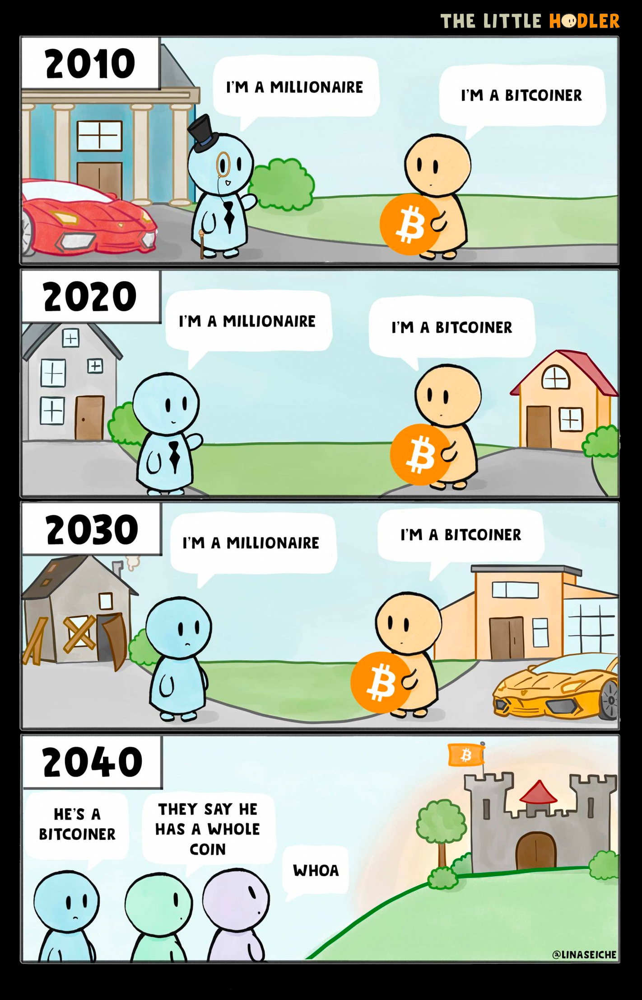 THE LITTLE HODLER
2010
I'M A MILLIONAIRE
I'M A BITCOINER
2020
I'M A MILLIONAIRE
I'M A BITCOINER
2030
I'M A MILLIONAIRE
I'M A BITCOINER
2040
HE'S A
BITCOINER
THEY SAY HE
HAS A WHOLE
COIN
WHOA
@LINASEICHE